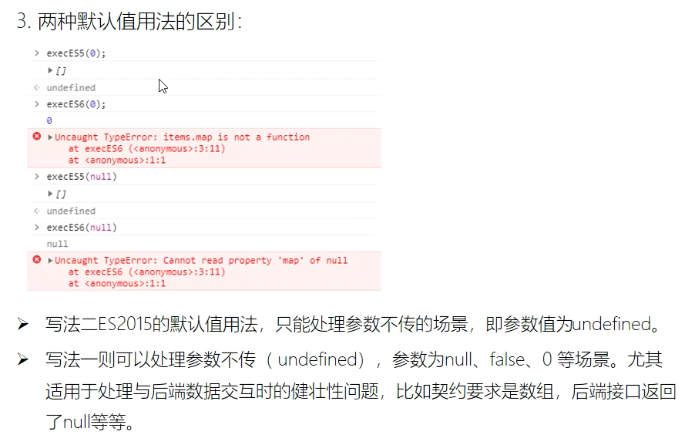 3. 两种默认值用法的区别：
> execES5(0);
▶[]
<· undefined
> execES6(0);
0
▶Uncaught TypeError: items.map is not a function
at execES6 (<anonymous>:3:11)
at <anonymous>:1:1
> execES5(null)
▶[]
<· undefined
> execES6(null)
null
▶Uncaught TypeError: Cannot read property 'map' of null
at execES6 (<anonymous>:3:11)
at <anonymous>:1:1
➤ 写法二ES2015的默认值用法，只能处理参数不传的场景，即参数值为undefined。
➤ 写法一则可以处理参数不传（ undefined），参数为null、false、0 等场景。尤其
适用于处理与后端数据交互时的健壮性问题，比如契约要求是数组，后端接口返回
了null等等。